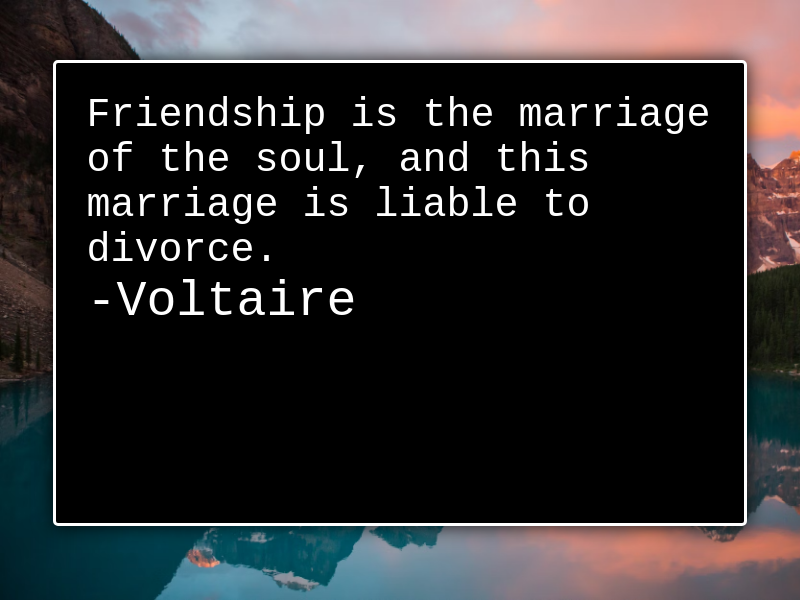 Friendship is the marriage
of the soul, and this
marriage is liable to
divorce.
-Voltaire